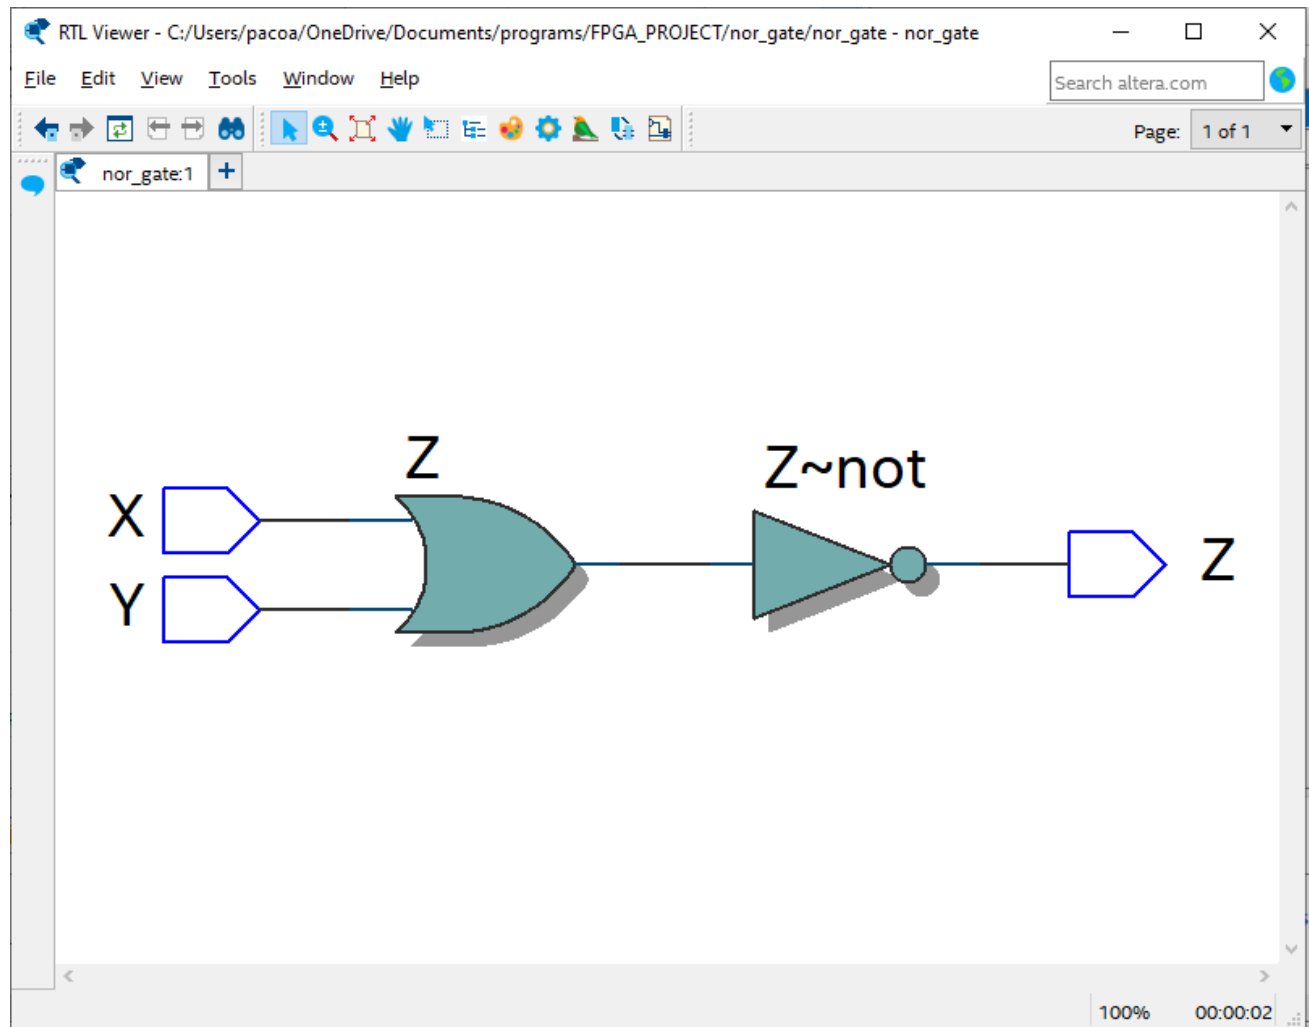 RTL Viewer - C:/Users/pacoa/OneDrive/Documents/programs/FPGA_PROJECT/nor_gate/nor_gate - nor_gate
File Edit View Tools Window Help
Search altera.com
Page: 1 of 1
nor_gate:1
Z
Z~not
X
Z
Y
100% 00:00:02